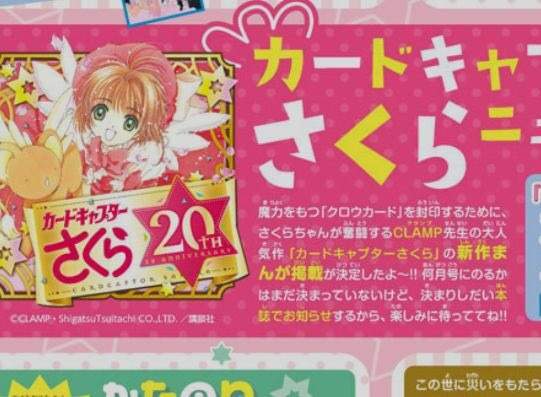 カードキャプ
さくらニュ
カードキャプター
さくら
20TH
ANNIVERSARY
CARDCAPTOR SA
©CLAMP・ShigatsuTsuitachi CO.,LTD.／講談社
魔力をもつ「クロウカード」を封印するために、
さくらちゃんが奮闘するCLAMP先生の大人
気作「カードキャプターさくら」の新作ま
んが掲載が決定したよ〜!! 何月号にのるか
はまだ決まっていないけど、決まりしだい本
誌でお知らせするから、楽しみに待っててね!!
この世に災いをもたら